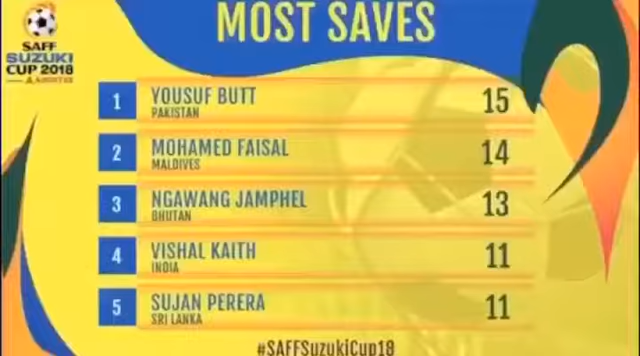 MOST SAVES
SAFF
SUZUKI
CUP 2018
1 YOUSUF BUTT 15
PAKISTAN
2 MOHAMED FAISAL 14
MALDIVES
3 NGAWANG JAMPHEL 13
BHUTAN
4 VISHAL KAITH 11
INDIA
5 SUJAN PERERA 11
SRI LANKA
#SAFFSuzukiCup18